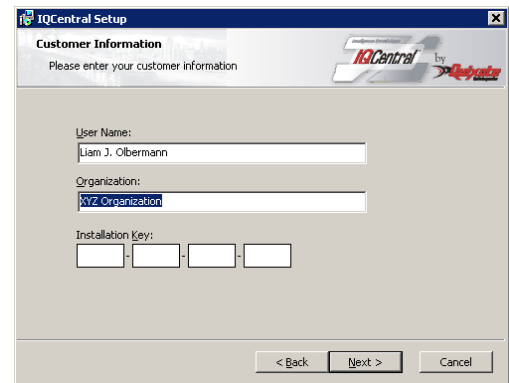 IQCentral Setup
Customer Information
Please enter your customer information
IQCentral
by
User Name:
Liam J. Olbermann
Organization:
XYZ Organization
Installation Key:
- - -
< Back
Next >
Cancel